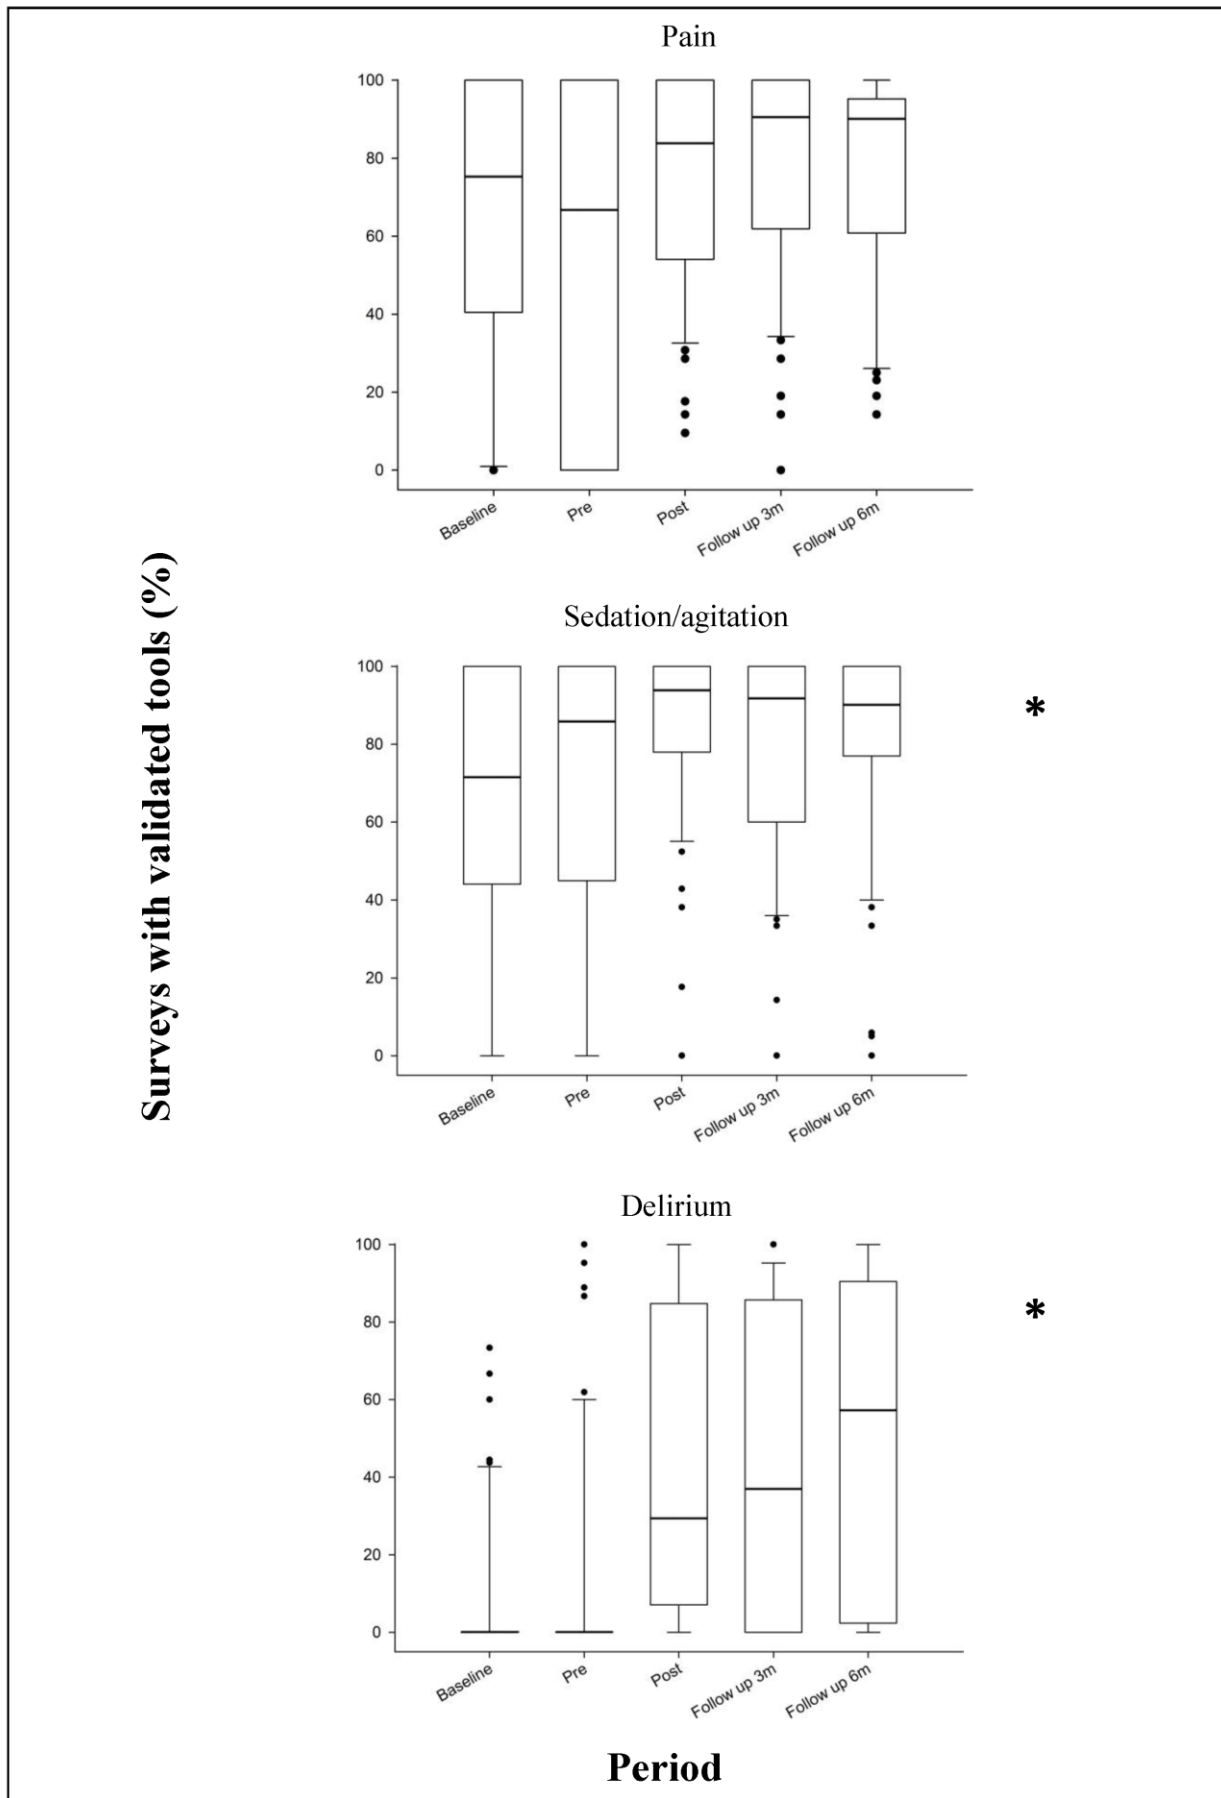 Pain
100
80
60
40
20
0
Baseline
Pre
Post
Follow up 3m
Follow up 6m
Surveys with validated tools (%)
Sedation/agitation
100
80
60
40
20
0
*
Baseline
Pre
Post
Follow up 3m
Follow up 6m
Delirium
100
80
60
40
20
0
*
Baseline
Pre
Post
Follow up 3m
Follow up 6m
Period